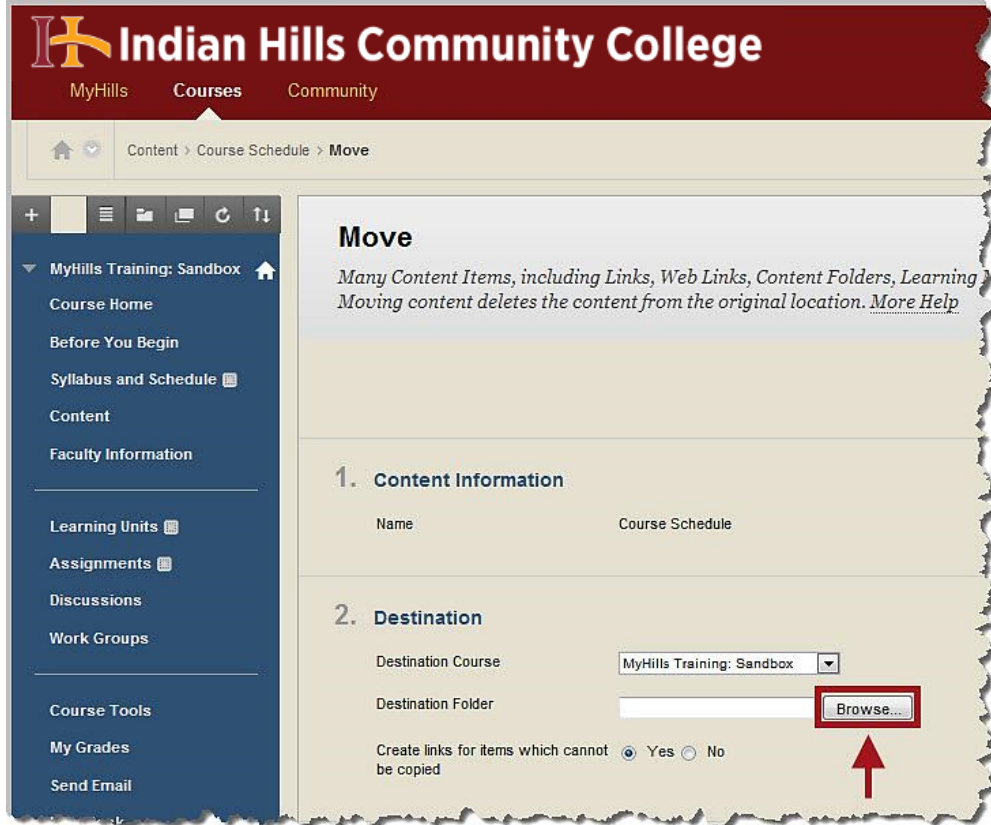 Indian Hills Community College
MyHills Courses Community
Content > Course Schedule > Move
MyHills Training: Sandbox
Course Home
Before You Begin
Syllabus and Schedule
Content
Faculty Information
Learning Units
Assignments
Discussions
Work Groups
Course Tools
My Grades
Send Email
Move
Many Content Items, including Links, Web Links, Content Folders, Learning
Moving content deletes the content from the original location. More Help
1. Content Information
Name Course Schedule
2. Destination
Destination Course MyHills Training: Sandbox
Destination Folder Browse...
Create links for items which cannot Yes No
be copied